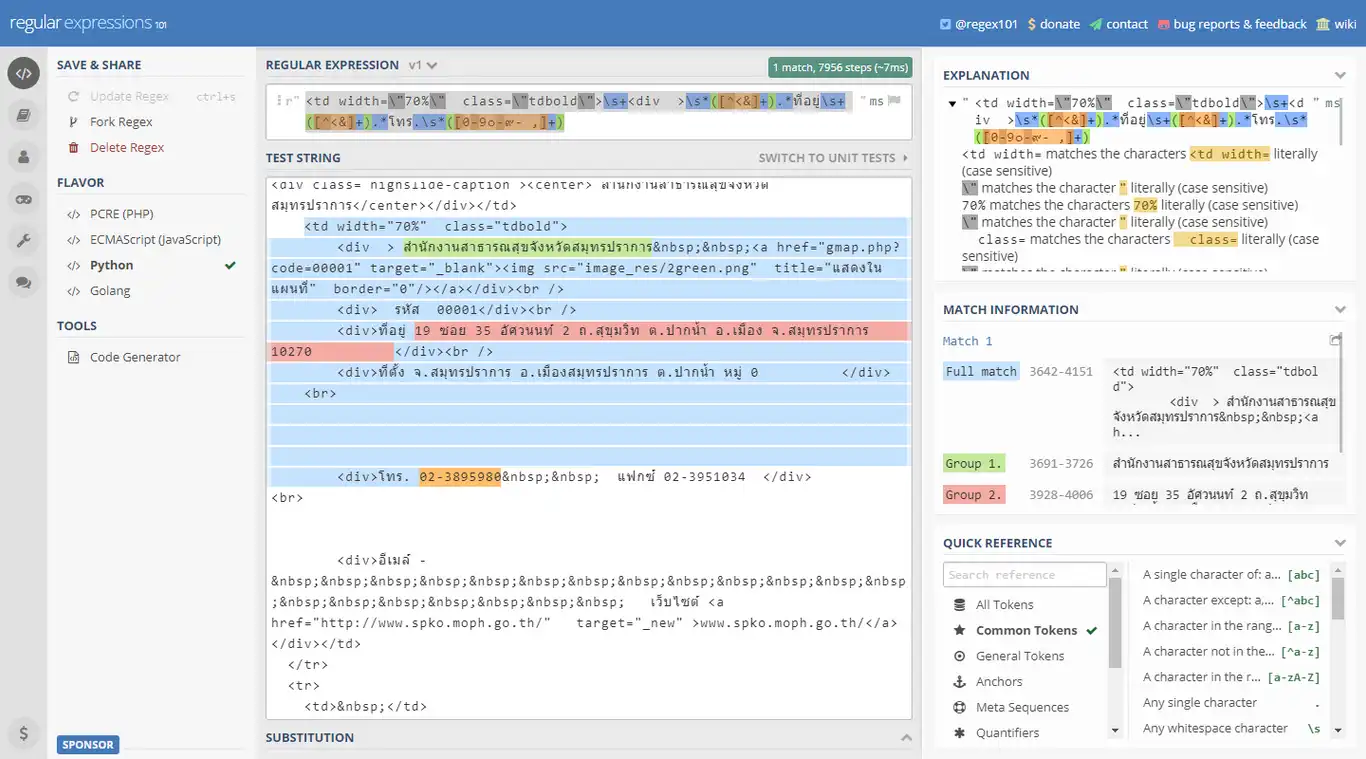 regular expressions 101
@regex101 $ donate contact bug reports & feedback wiki
SAVE & SHARE
Update Regex ctrl+s
Fork Regex
Delete Regex
FLAVOR
PCRE (PHP)
ECMAScript (JavaScript)
Python
Golang
TOOLS
Code Generator
SPONSOR
REGULAR EXPRESSION v1
1 match, 7956 steps (~7ms)
r" <td width=\"70%\"  class=\"tdbold\">\s+<div  >\s*([^<&]+).*ที่อยู่\s+ " ms
([^<&]+).*โทร.\s*([0-9๐-๙- ,]+)
TEST STRING
SWITCH TO UNIT TESTS
<div class= highslide-caption ><center> สำนักงานสาธารณสุขจังหวัด
สมุทรปราการ</center></div></td>
<td width="70%"  class="tdbold">
<div  > สำนักงานสาธารณสุขจังหวัดสมุทรปราการ&nbsp;&nbsp;<a href="gmap.php?
code=00001" target="_blank"><img src="image_res/2green.png"  title="แสดงใน
แผนที่"  border="0"/></a></div><br />
<div>  รหัส  00001</div><br />
<div>ที่อยู่ 19 ซอย 35 อัศวนนท์ 2 ถ.สุขุมวิท ต.ปากน้ำ อ.เมือง จ.สมุทรปราการ
10270 </div><br />
<div>ที่ตั้ง จ.สมุทรปราการ อ.เมืองสมุทรปราการ ต.ปากน้ำ หมู่ 0 </div>
<br>
<div>โทร. 02-3895980&nbsp;&nbsp;  แฟกซ์ 02-3951034  </div>
<br>
<div>อีเมล์ -
&nbsp;&nbsp;&nbsp;&nbsp;&nbsp;&nbsp;&nbsp;&nbsp;&nbsp;&nbsp;&nbsp;&nbsp;&nbsp
;&nbsp;&nbsp;&nbsp;&nbsp;&nbsp;&nbsp;&nbsp;   เว็บไซต์ <a
href="http://www.spko.moph.go.th/"   target="_new" >www.spko.moph.go.th/</a>
</div></td>
</tr>
<tr>
<td>&nbsp;</td>
SUBSTITUTION
EXPLANATION
" <td width=\"70%\"  class=\"tdbold\">\s+<d " ms
iv  >\s*([^<&]+).*ที่อยู่\s+([^<&]+).*โทร.\s*
([0-9๐-๙- ,]+)
<td width= matches the characters <td width= literally
(case sensitive)
\" matches the character " literally (case sensitive)
70% matches the characters 70% literally (case sensitive)
\" matches the character " literally (case sensitive)
class= matches the characters class= literally (case
sensitive)
\" matches the character " literally (case sensitive)
MATCH INFORMATION
Match 1
Full match 3642-4151 <td width="70%"  class="tdbol
d">
<div  > สำนักงานสาธารณสุข
จังหวัดสมุทรปราการ&nbsp;&nbsp;<a
h...
Group 1. 3691-3726 สำนักงานสาธารณสุขจังหวัดสมุทรปราการ
Group 2. 3928-4006 19 ซอย 35 อัศวนนท์ 2 ถ.สุขุมวิท
QUICK REFERENCE
Search reference
All Tokens
Common Tokens
General Tokens
Anchors
Meta Sequences
Quantifiers
A single character of: a... [abc]
A character except: a,... [^abc]
A character in the rang... [a-z]
A character not in the... [^a-z]
A character in the r... [a-zA-Z]
Any single character .
Any whitespace character \s